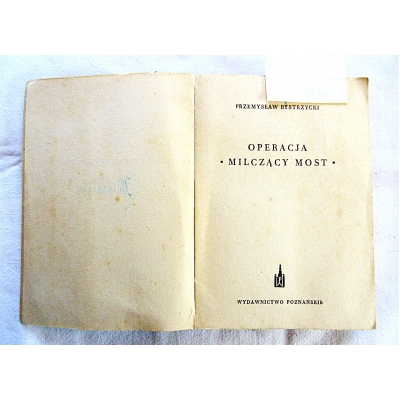 PRZEMYSŁAW BYSTRZYCKI
OPERACJA
• MILCZĄCY MOST •
WYDAWNICTWO POZNAŃSKIE